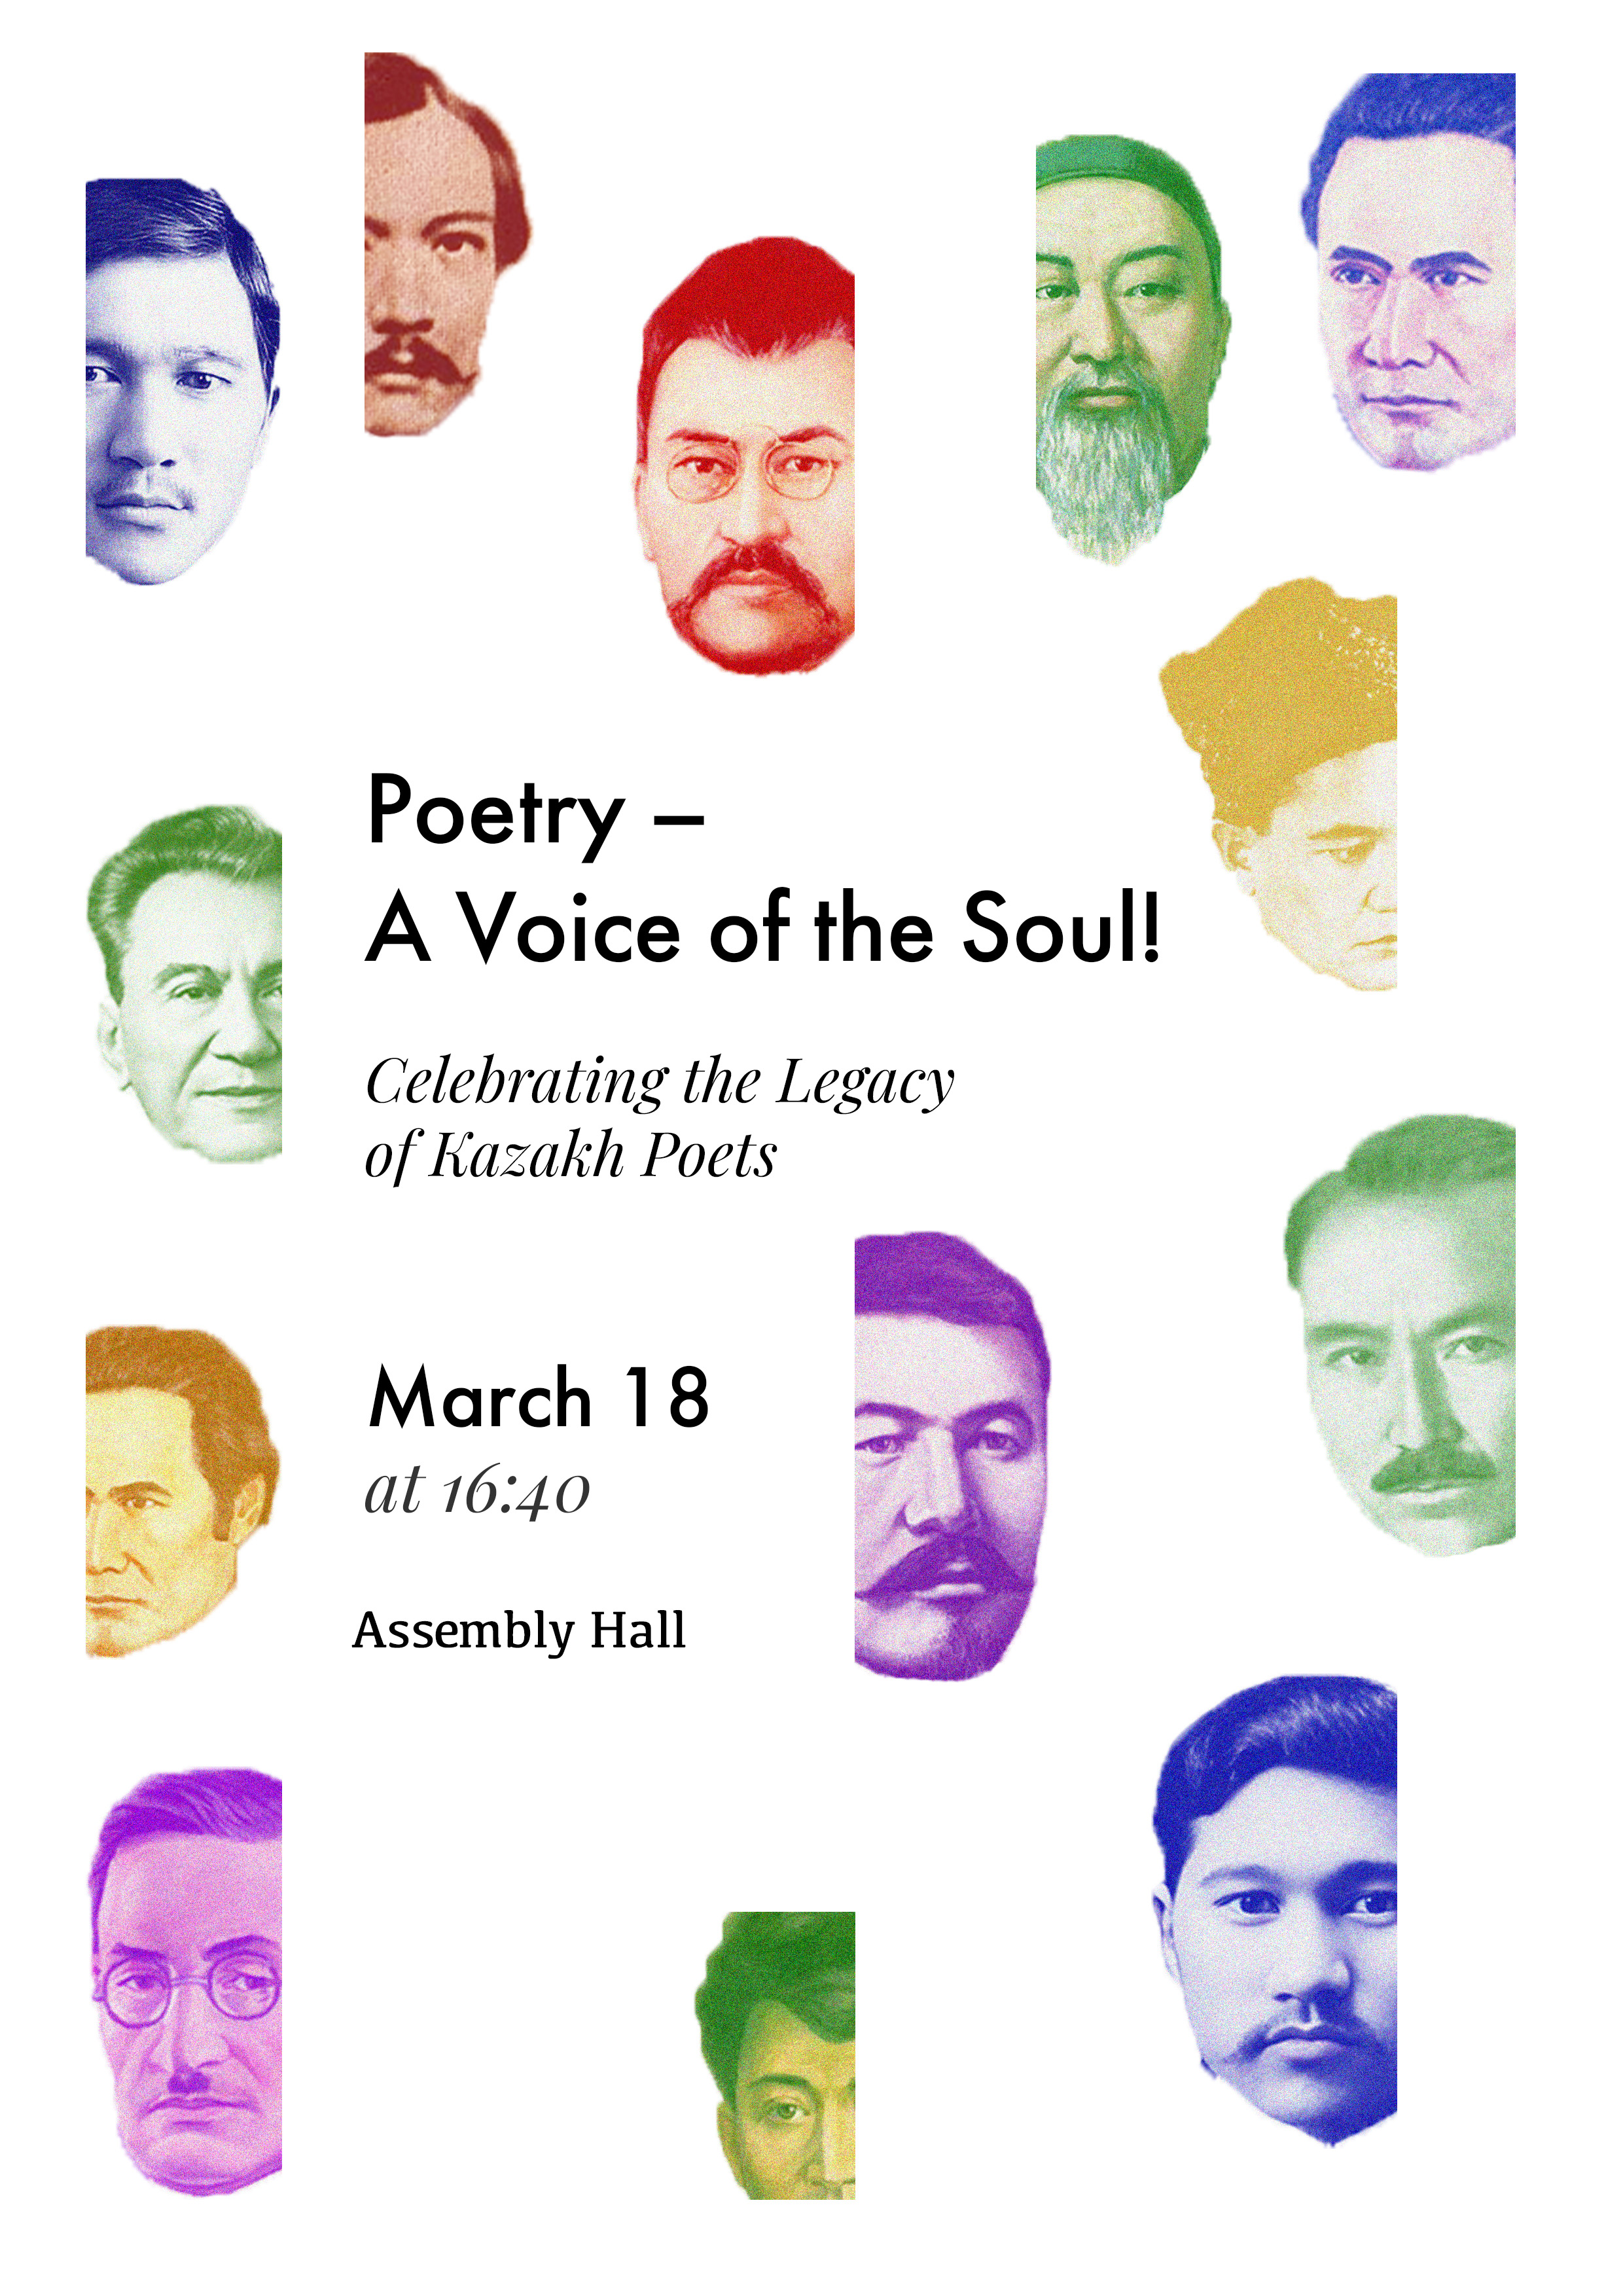 Poetry –
A Voice of the Soul!
Celebrating the Legacy
of Kazakh Poets
March 18
at 16:40
Assembly Hall